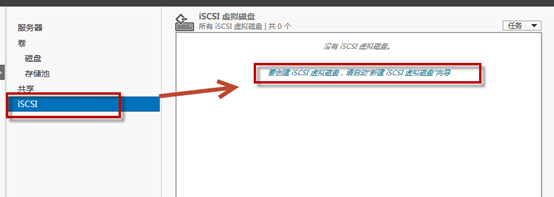 服务器
卷
磁盘
存储池
共享
iSCSI
iSCSI 虚拟磁盘
所有 iSCSI 虚拟磁盘 | 共 0 个
任务
没有 iSCSI 虚拟磁盘。
要创建 iSCSI 虚拟磁盘，请启动"新建 iSCSI 虚拟磁盘"向导